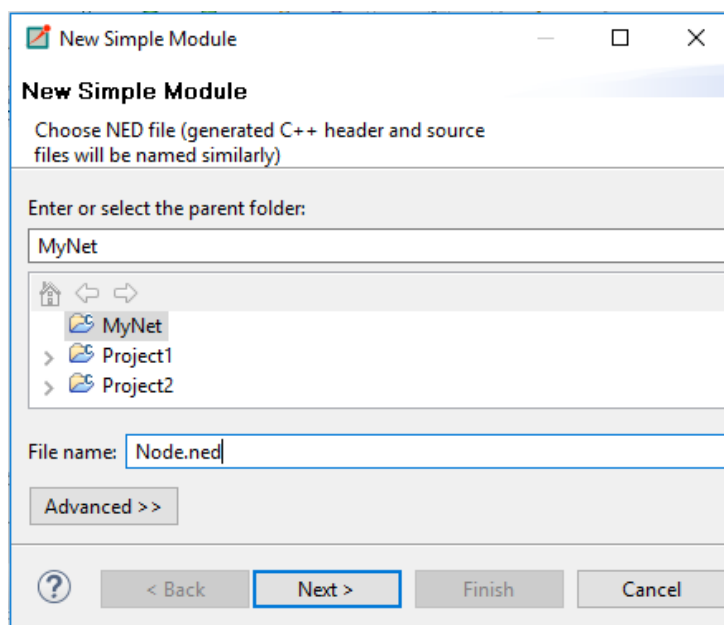 New Simple Module
New Simple Module
Choose NED file (generated C++ header and source
files will be named similarly)
Enter or select the parent folder:
MyNet
MyNet
Project1
Project2
File name: Node.ned
Advanced >>
< Back Next > Finish Cancel